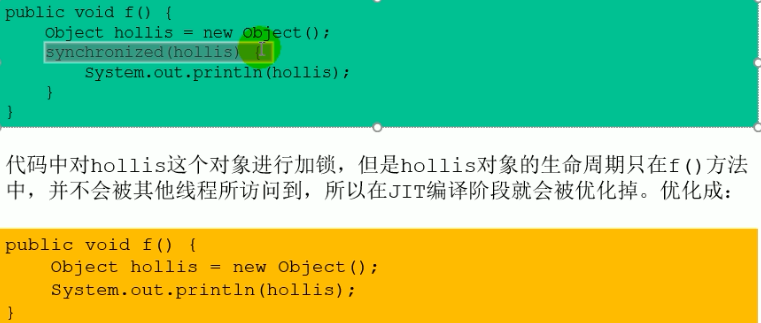 public void f() {
    Object hollis = new Object();
    synchronized(hollis) {
        System.out.println(hollis);
    }
}
代码中对hollis这个对象进行加锁，但是hollis对象的生命周期只在f()方法
中，并不会被其他线程所访问到，所以在JIT编译阶段就会被优化掉。优化成：
public void f() {
    Object hollis = new Object();
    System.out.println(hollis);
}